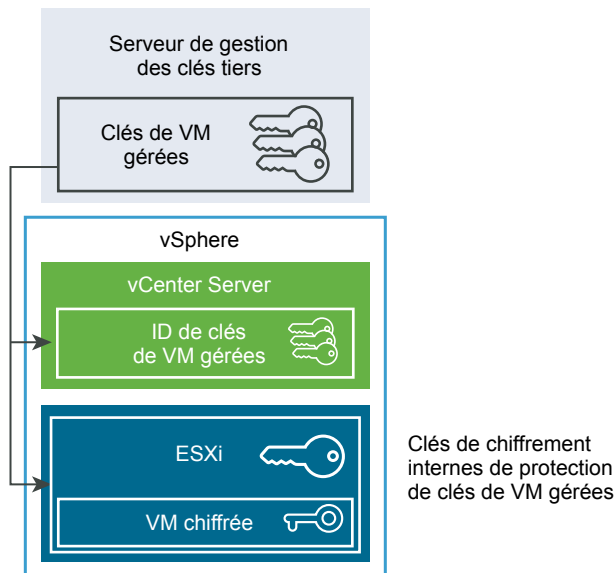 Serveur de gestion
des clés tiers
Clés de VM
gérées
vSphere
vCenter Server
ID de clés
de VM gérées
ESXi
VM chiffrée
Clés de chiffrement
internes de protection
de clés de VM gérées